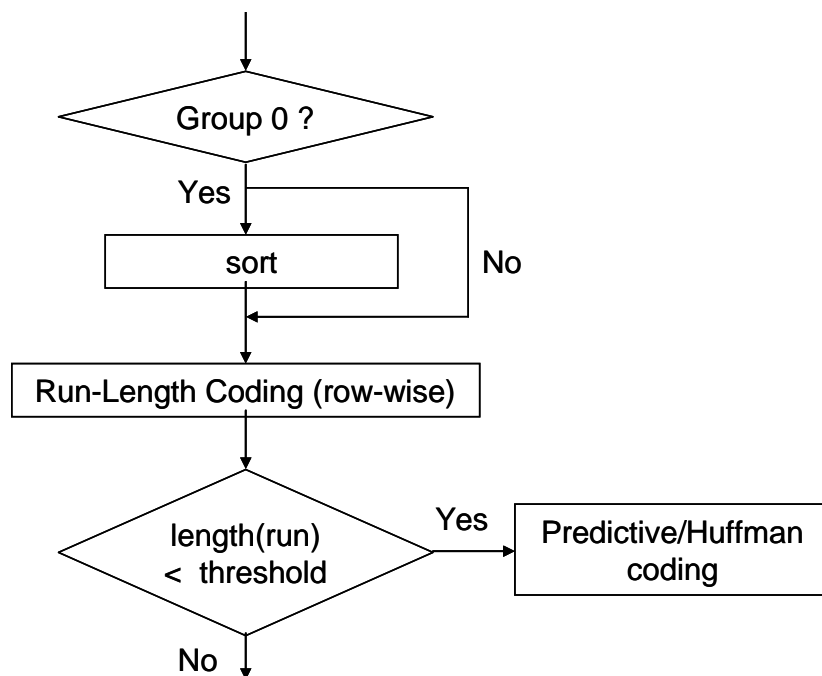 Group 0 ?
Yes
sort
No
Run-Length Coding (row-wise)
length(run)
< threshold
Yes
Predictive/Huffman
coding
No